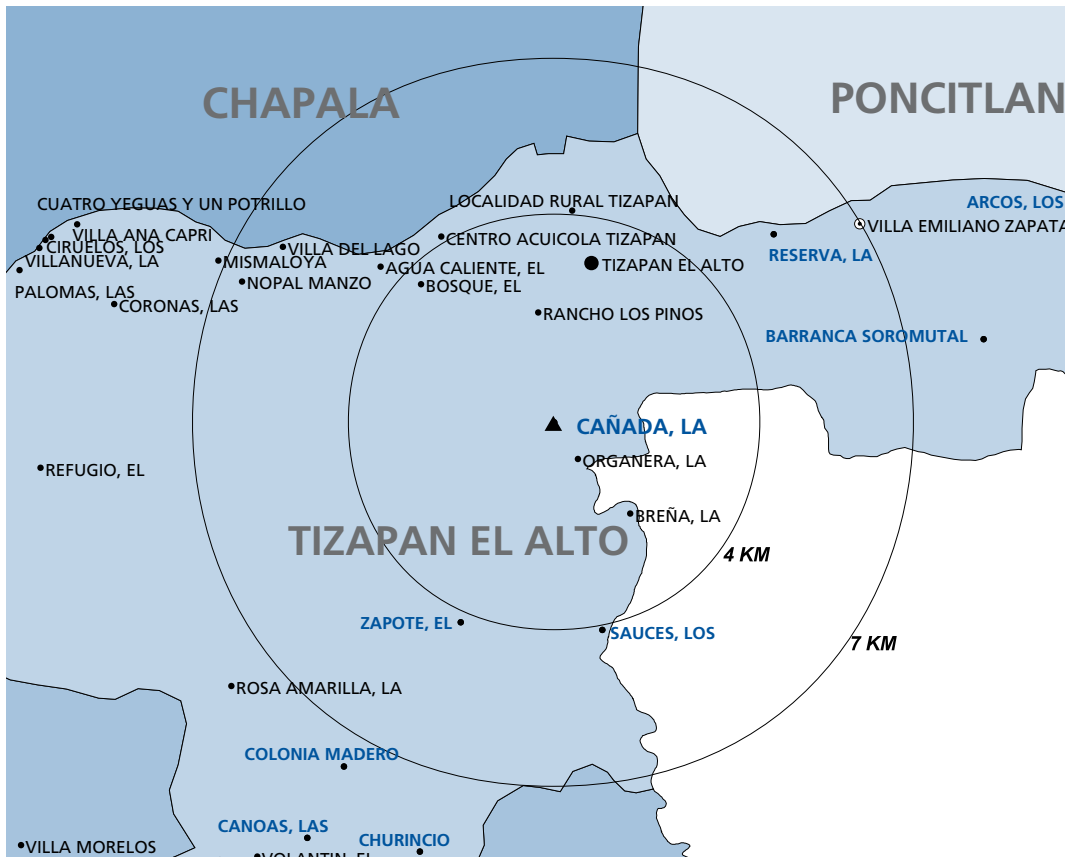 CHAPALA
PONCITLAN
CUATRO YEGUAS Y UN POTRILLO
LOCALIDAD RURAL TIZAPAN
ARCOS, LOS
VILLA EMILIANO ZAPATA
VILLA ANA CAPRI
CENTRO ACUICOLA TIZAPAN
CIRUELOS, LOS
VILLA DEL LAGO
RESERVA, LA
VILLANUEVA, LA
MISMALOYA
AGUA CALIENTE, EL
TIZAPAN EL ALTO
NOPAL MANZO
BOSQUE, EL
PALOMAS, LAS
CORONAS, LAS
RANCHO LOS PINOS
BARRANCA SOROMUTAL
CAÑADA, LA
ORGANERA, LA
REFUGIO, EL
BREÑA, LA
TIZAPAN EL ALTO
4 KM
ZAPOTE, EL
SAUCES, LOS
7 KM
ROSA AMARILLA, LA
COLONIA MADERO
CANOAS, LAS
CHURINCIO
VILLA MORELOS
VOLANTIN, EL